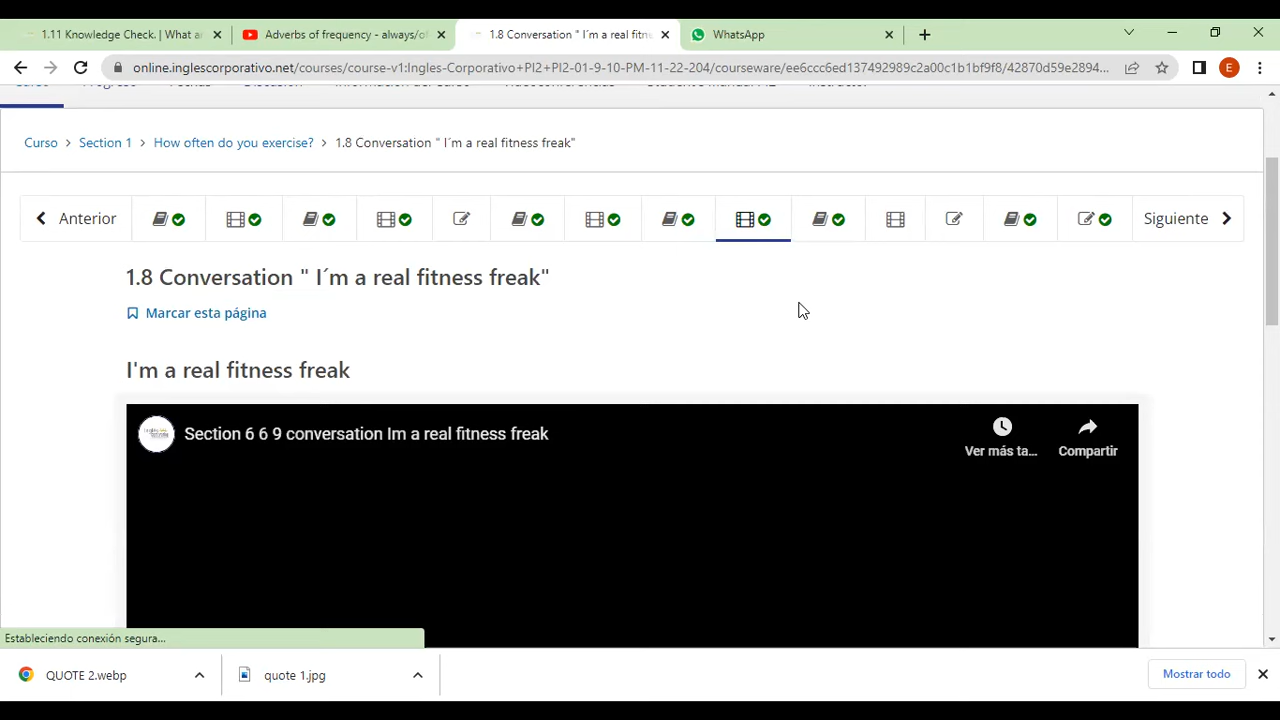 1.11 Knowledge Check. | What ar
Adverbs of frequency - always/of
1.8 Conversation " I´m a real fitn
WhatsApp
online.inglescorporativo.net/courses/course-v1:Ingles-Corporativo+PI2+PI2-01-9-10-PM-11-22-204/courseware/ee6ccc6ed137492989c2a00c1b1bf9f8/42870d59e2894...
E
Curso > Section 1 > How often do you exercise? > 1.8 Conversation " I´m a real fitness freak"
Anterior
Siguiente
1.8 Conversation " I´m a real fitness freak"
Marcar esta página
I'm a real fitness freak
Section 6 6 9 conversation Im a real fitness freak
Ver más ta...
Compartir
Estableciendo conexión segura...
QUOTE 2.webp
quote 1.jpg
Mostrar todo